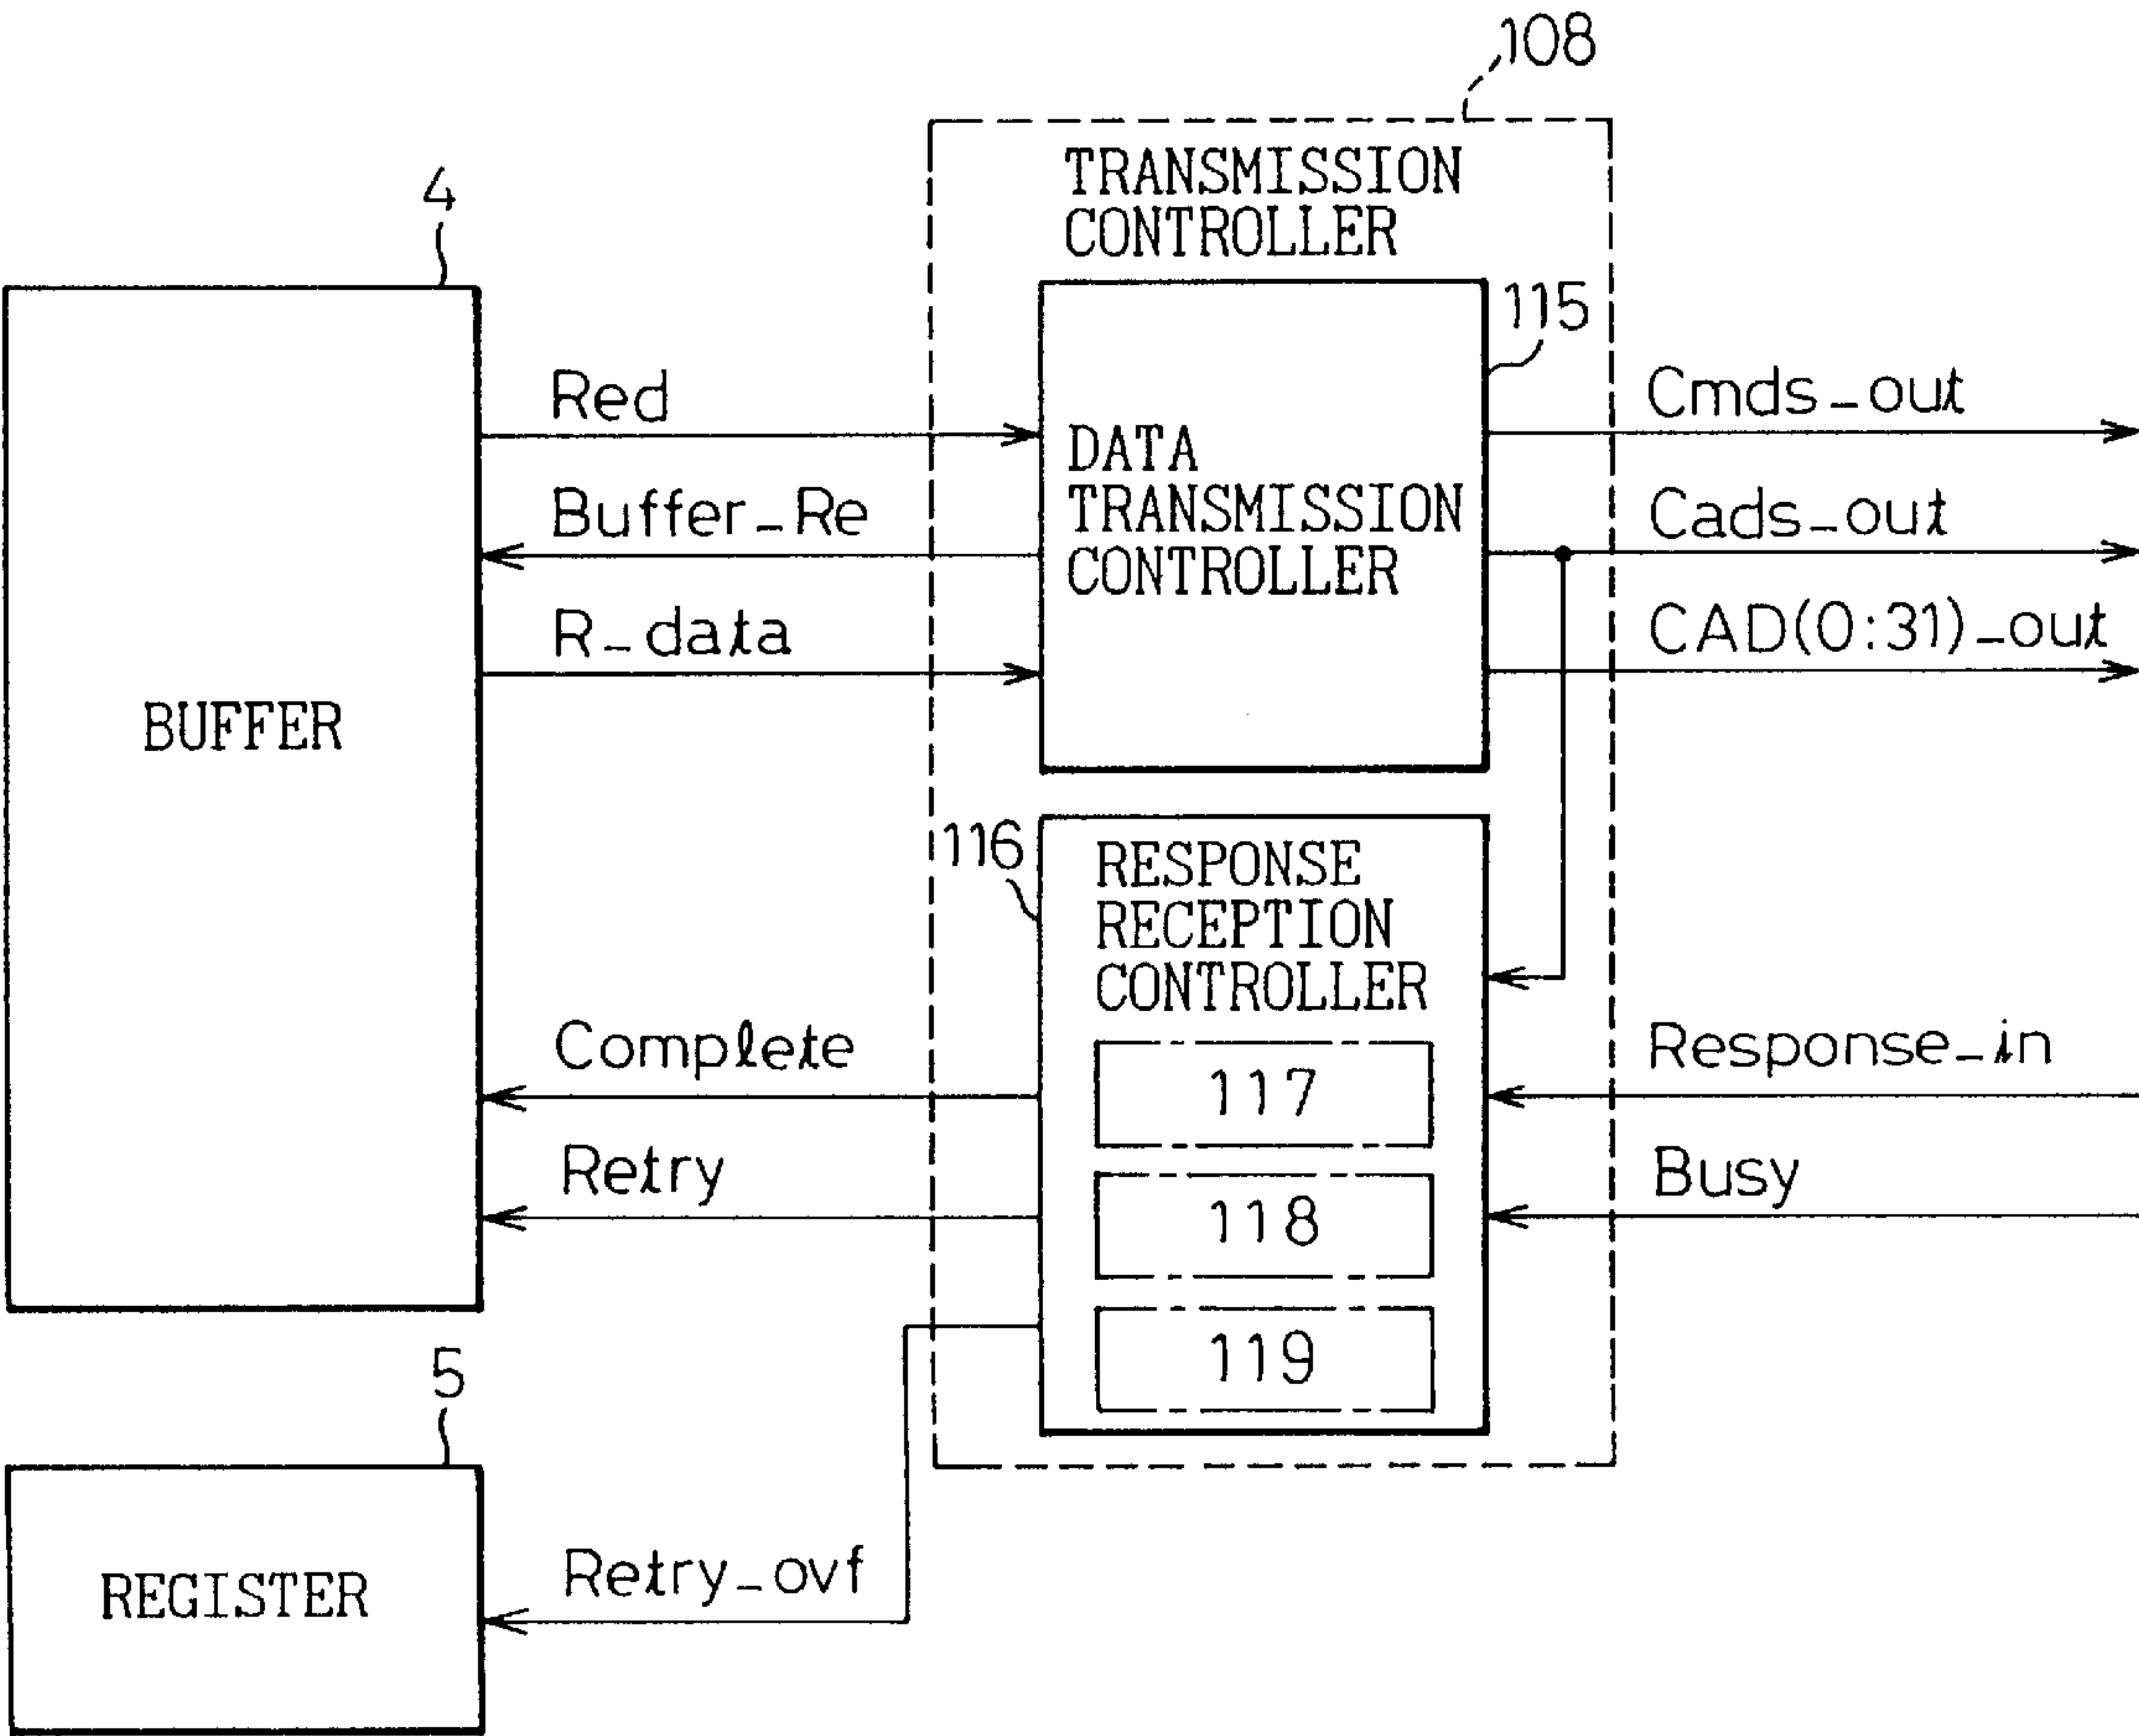 108
TRANSMISSION
CONTROLLER
4
115
Red
Cmds_out
DATA
TRANSMISSION
CONTROLLER
Buffer_Re
Cads_out
R_data
CAD(0:31)_out
BUFFER
116
RESPONSE
RECEPTION
CONTROLLER
Complete
Response_in
117
Retry
Busy
118
119
5
Retry_ovf
REGISTER